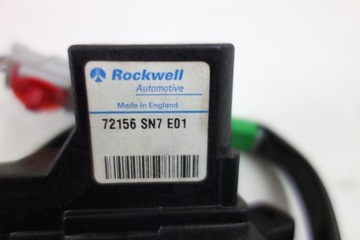 Rockwell
Automotive
Made in England
72156 SN7 E01